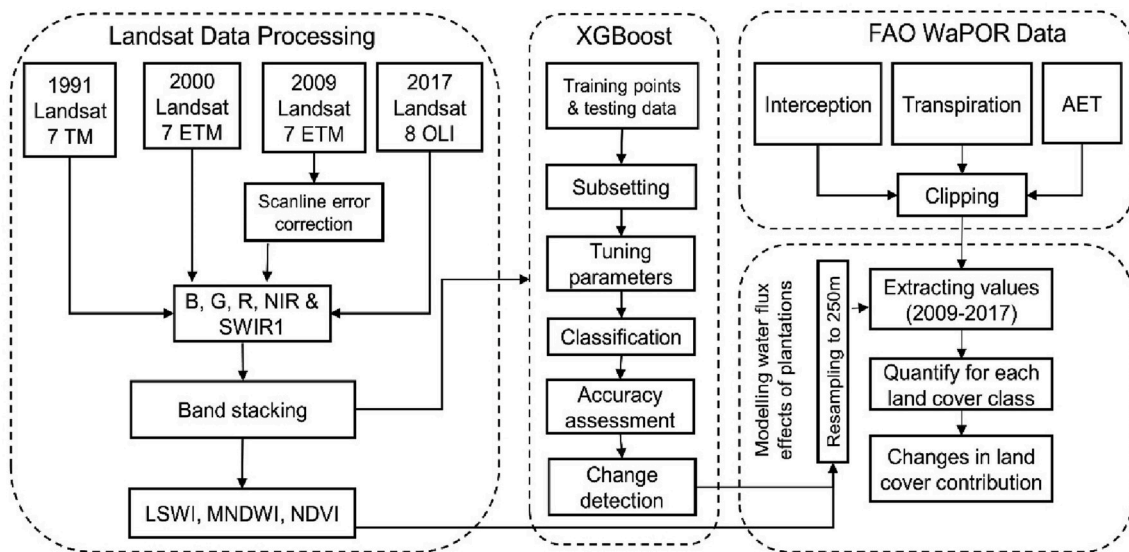 Landsat Data Processing
1991
Landsat
7 TM
2000
Landsat
7 ETM
2009
Landsat
7 ETM
2017
Landsat
8 OLI
Scanline error
correction
B, G, R, NIR &
SWIR1
Band stacking
LSWI, MNDWI, NDVI
XGBoost
Training points
& testing data
Subsetting
Tuning
parameters
Classification
Accuracy
assessment
Change
detection
FAO WaPOR Data
Interception
Transpiration
AET
Clipping
Modelling water flux
effects of plantations
Resampling to 250m
Extracting values
(2009-2017)
Quantify for each
land cover class
Changes in land
cover contribution